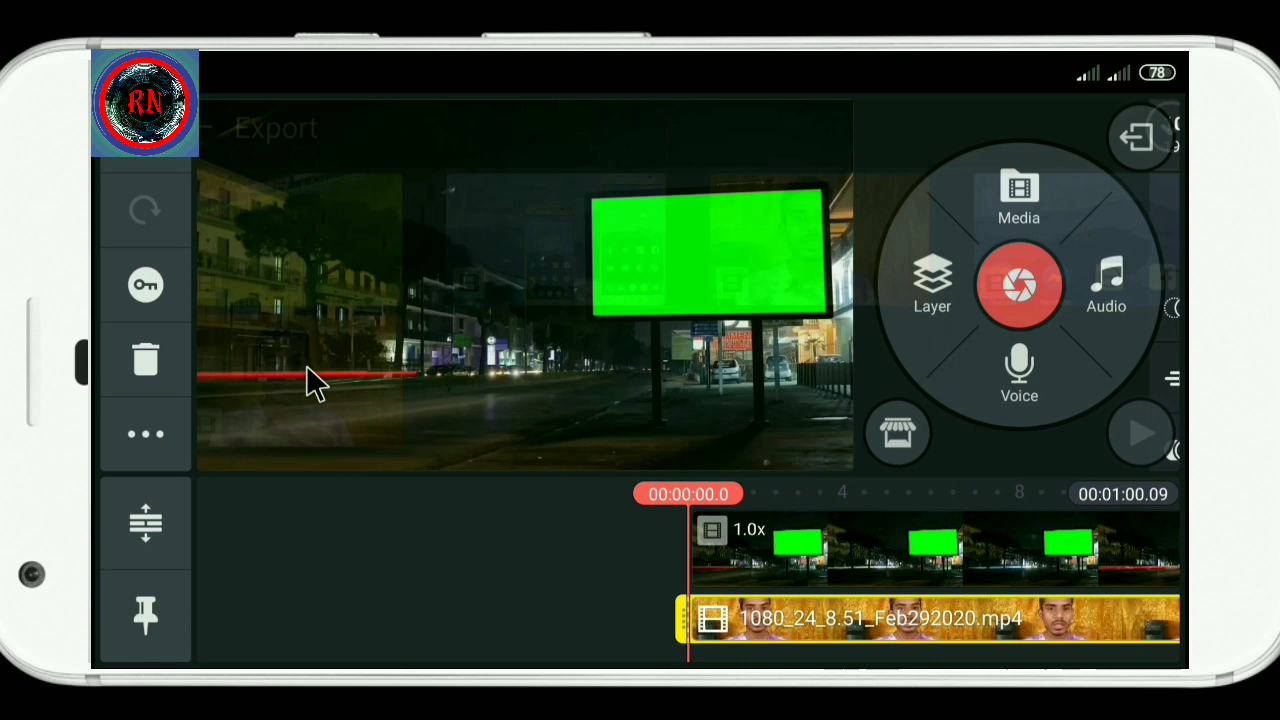 RN
78
Export
Media
Layer
Audio
Voice
00:00:00.0
4
8
00:01:00.09
1.0x
1080_24_8.51_Feb292020.mp4